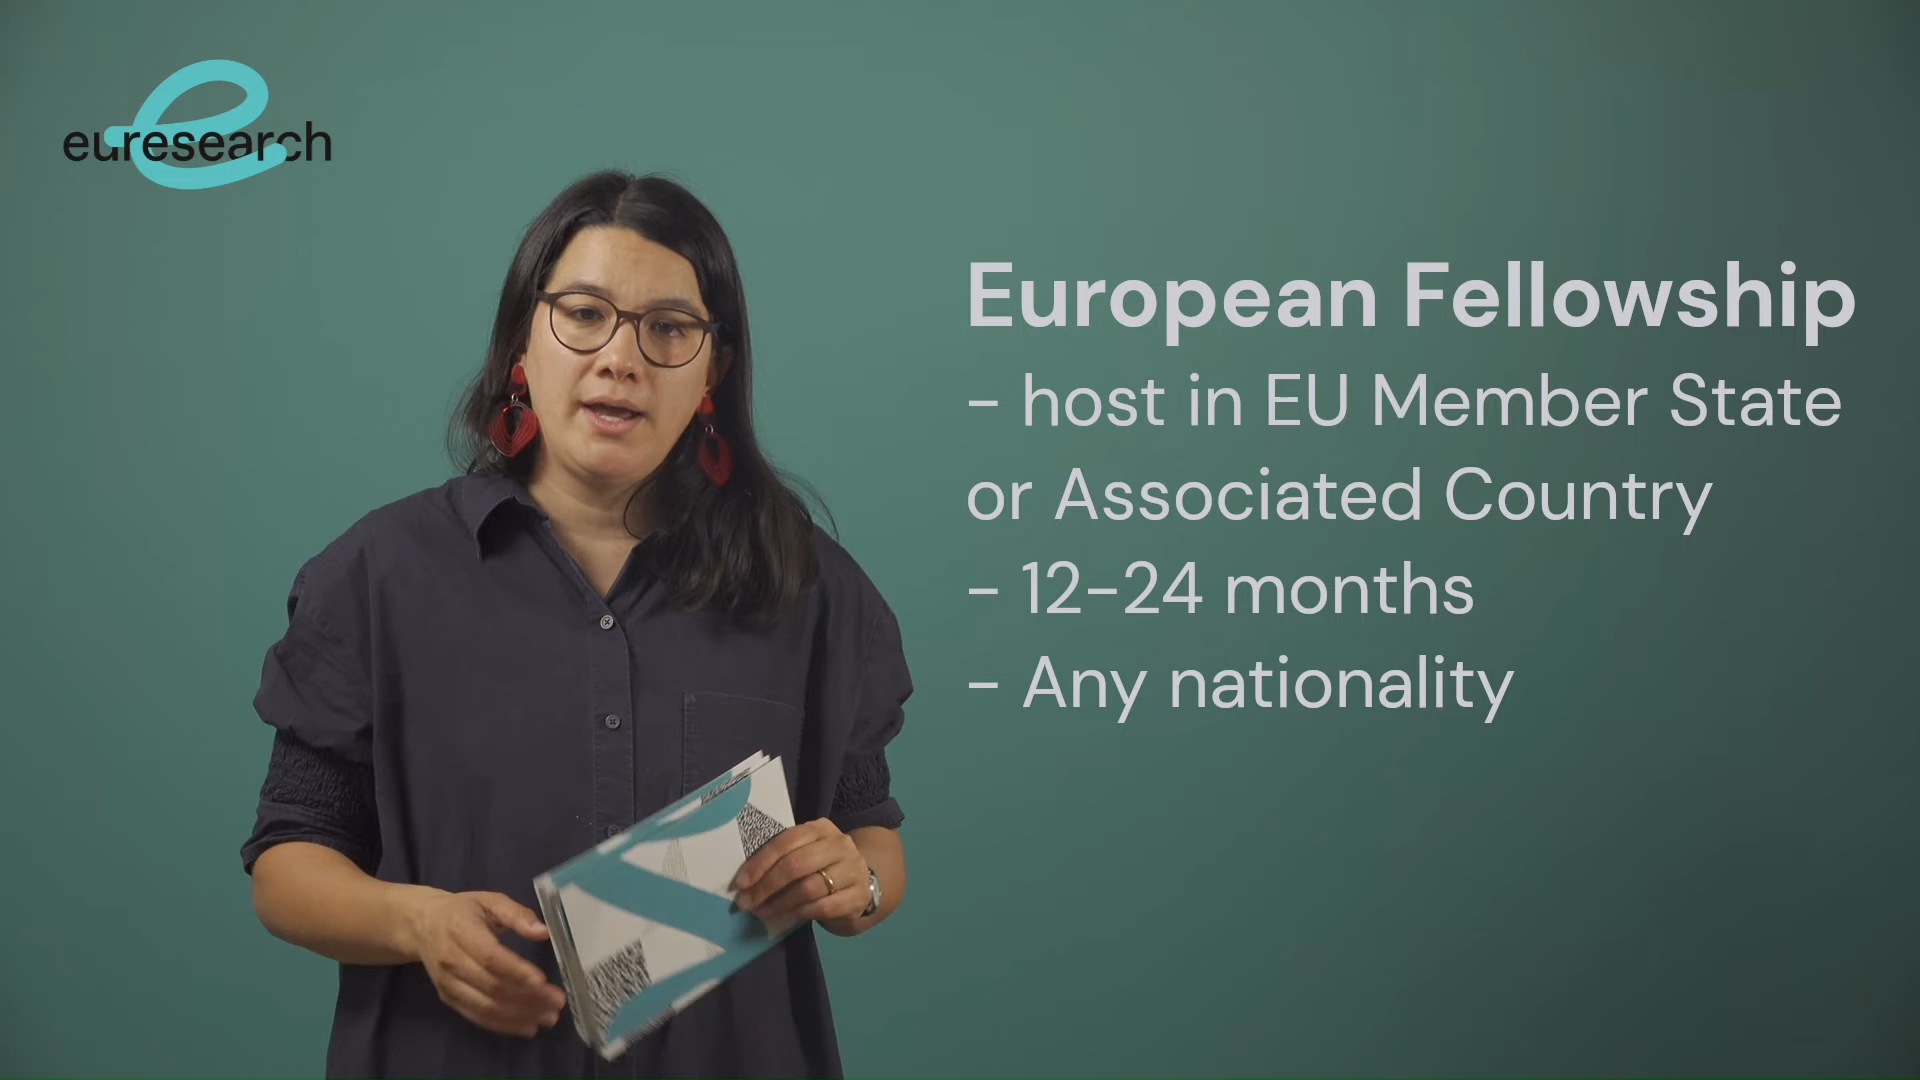 euresearch
European Fellowship
- host in EU Member State
or Associated Country
- 12-24 months
- Any nationality